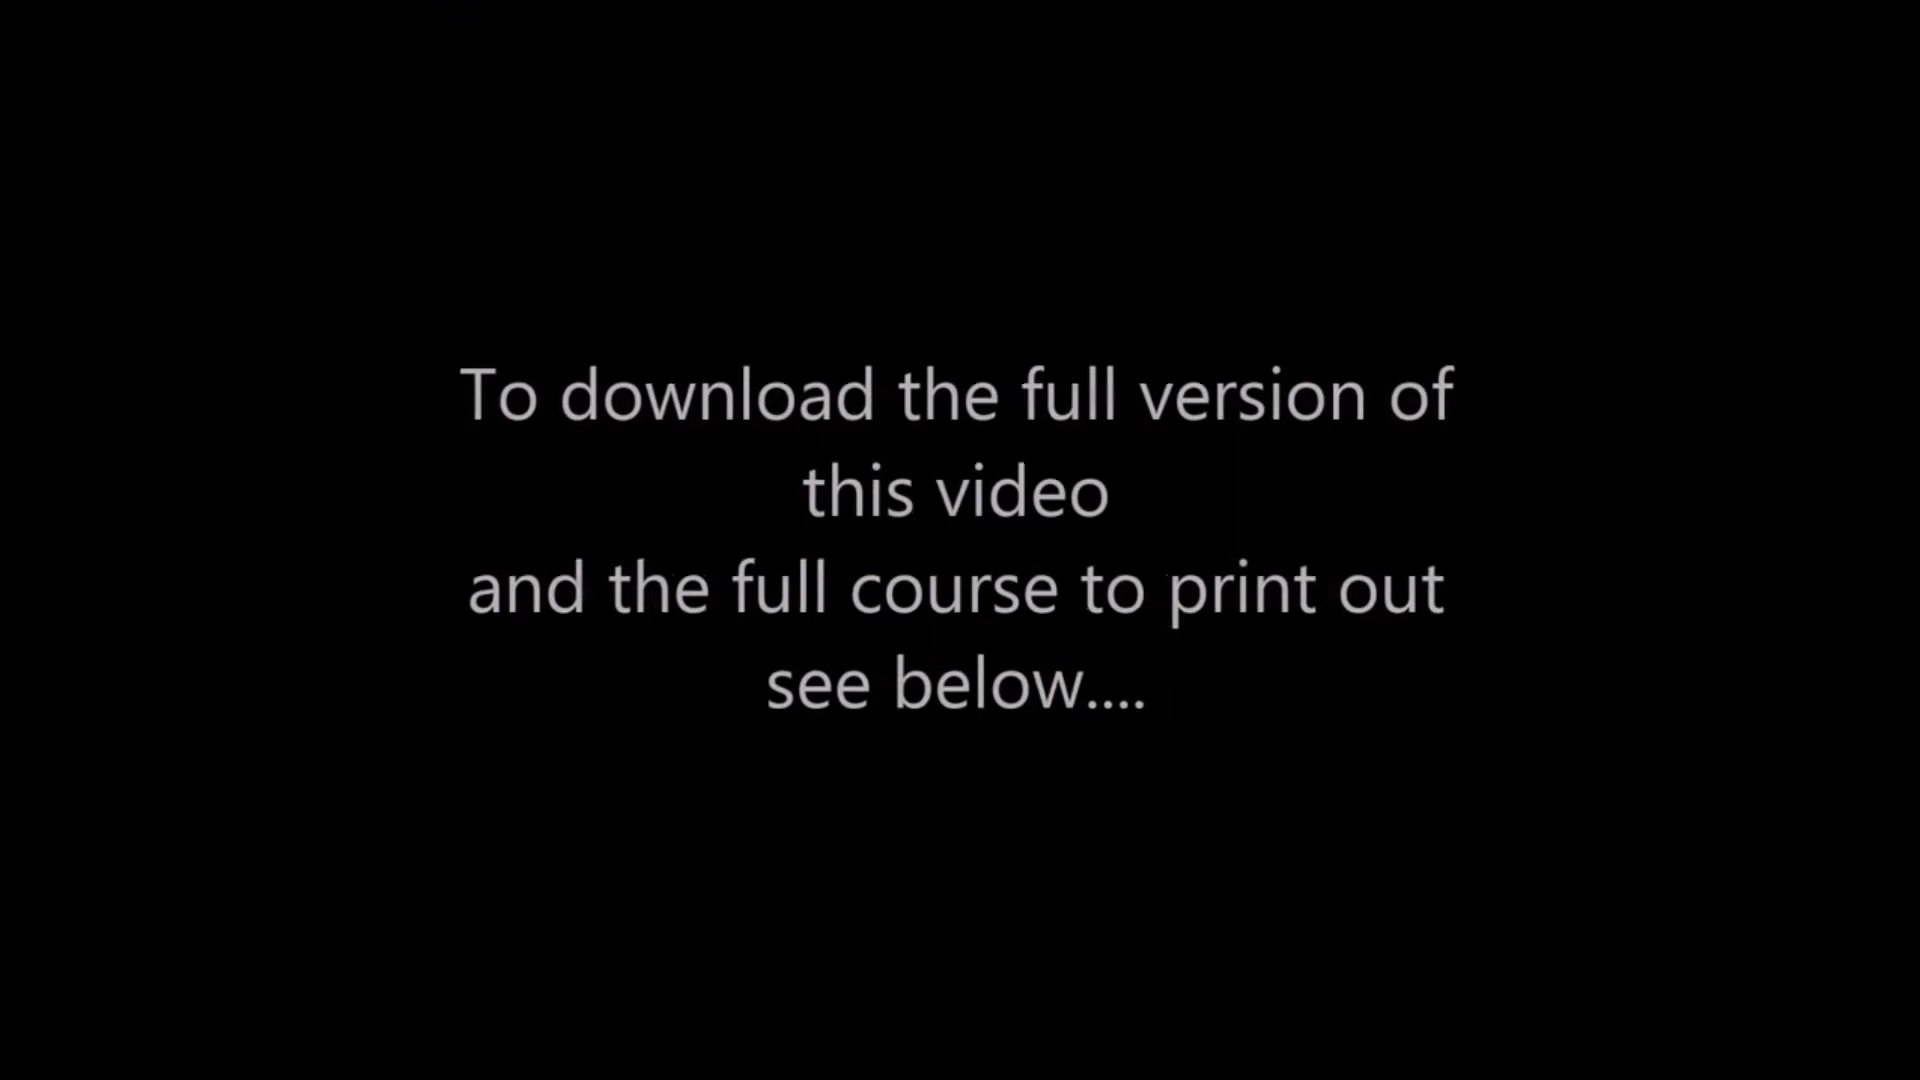 To download the full version of
this video
and the full course to print out
see below....